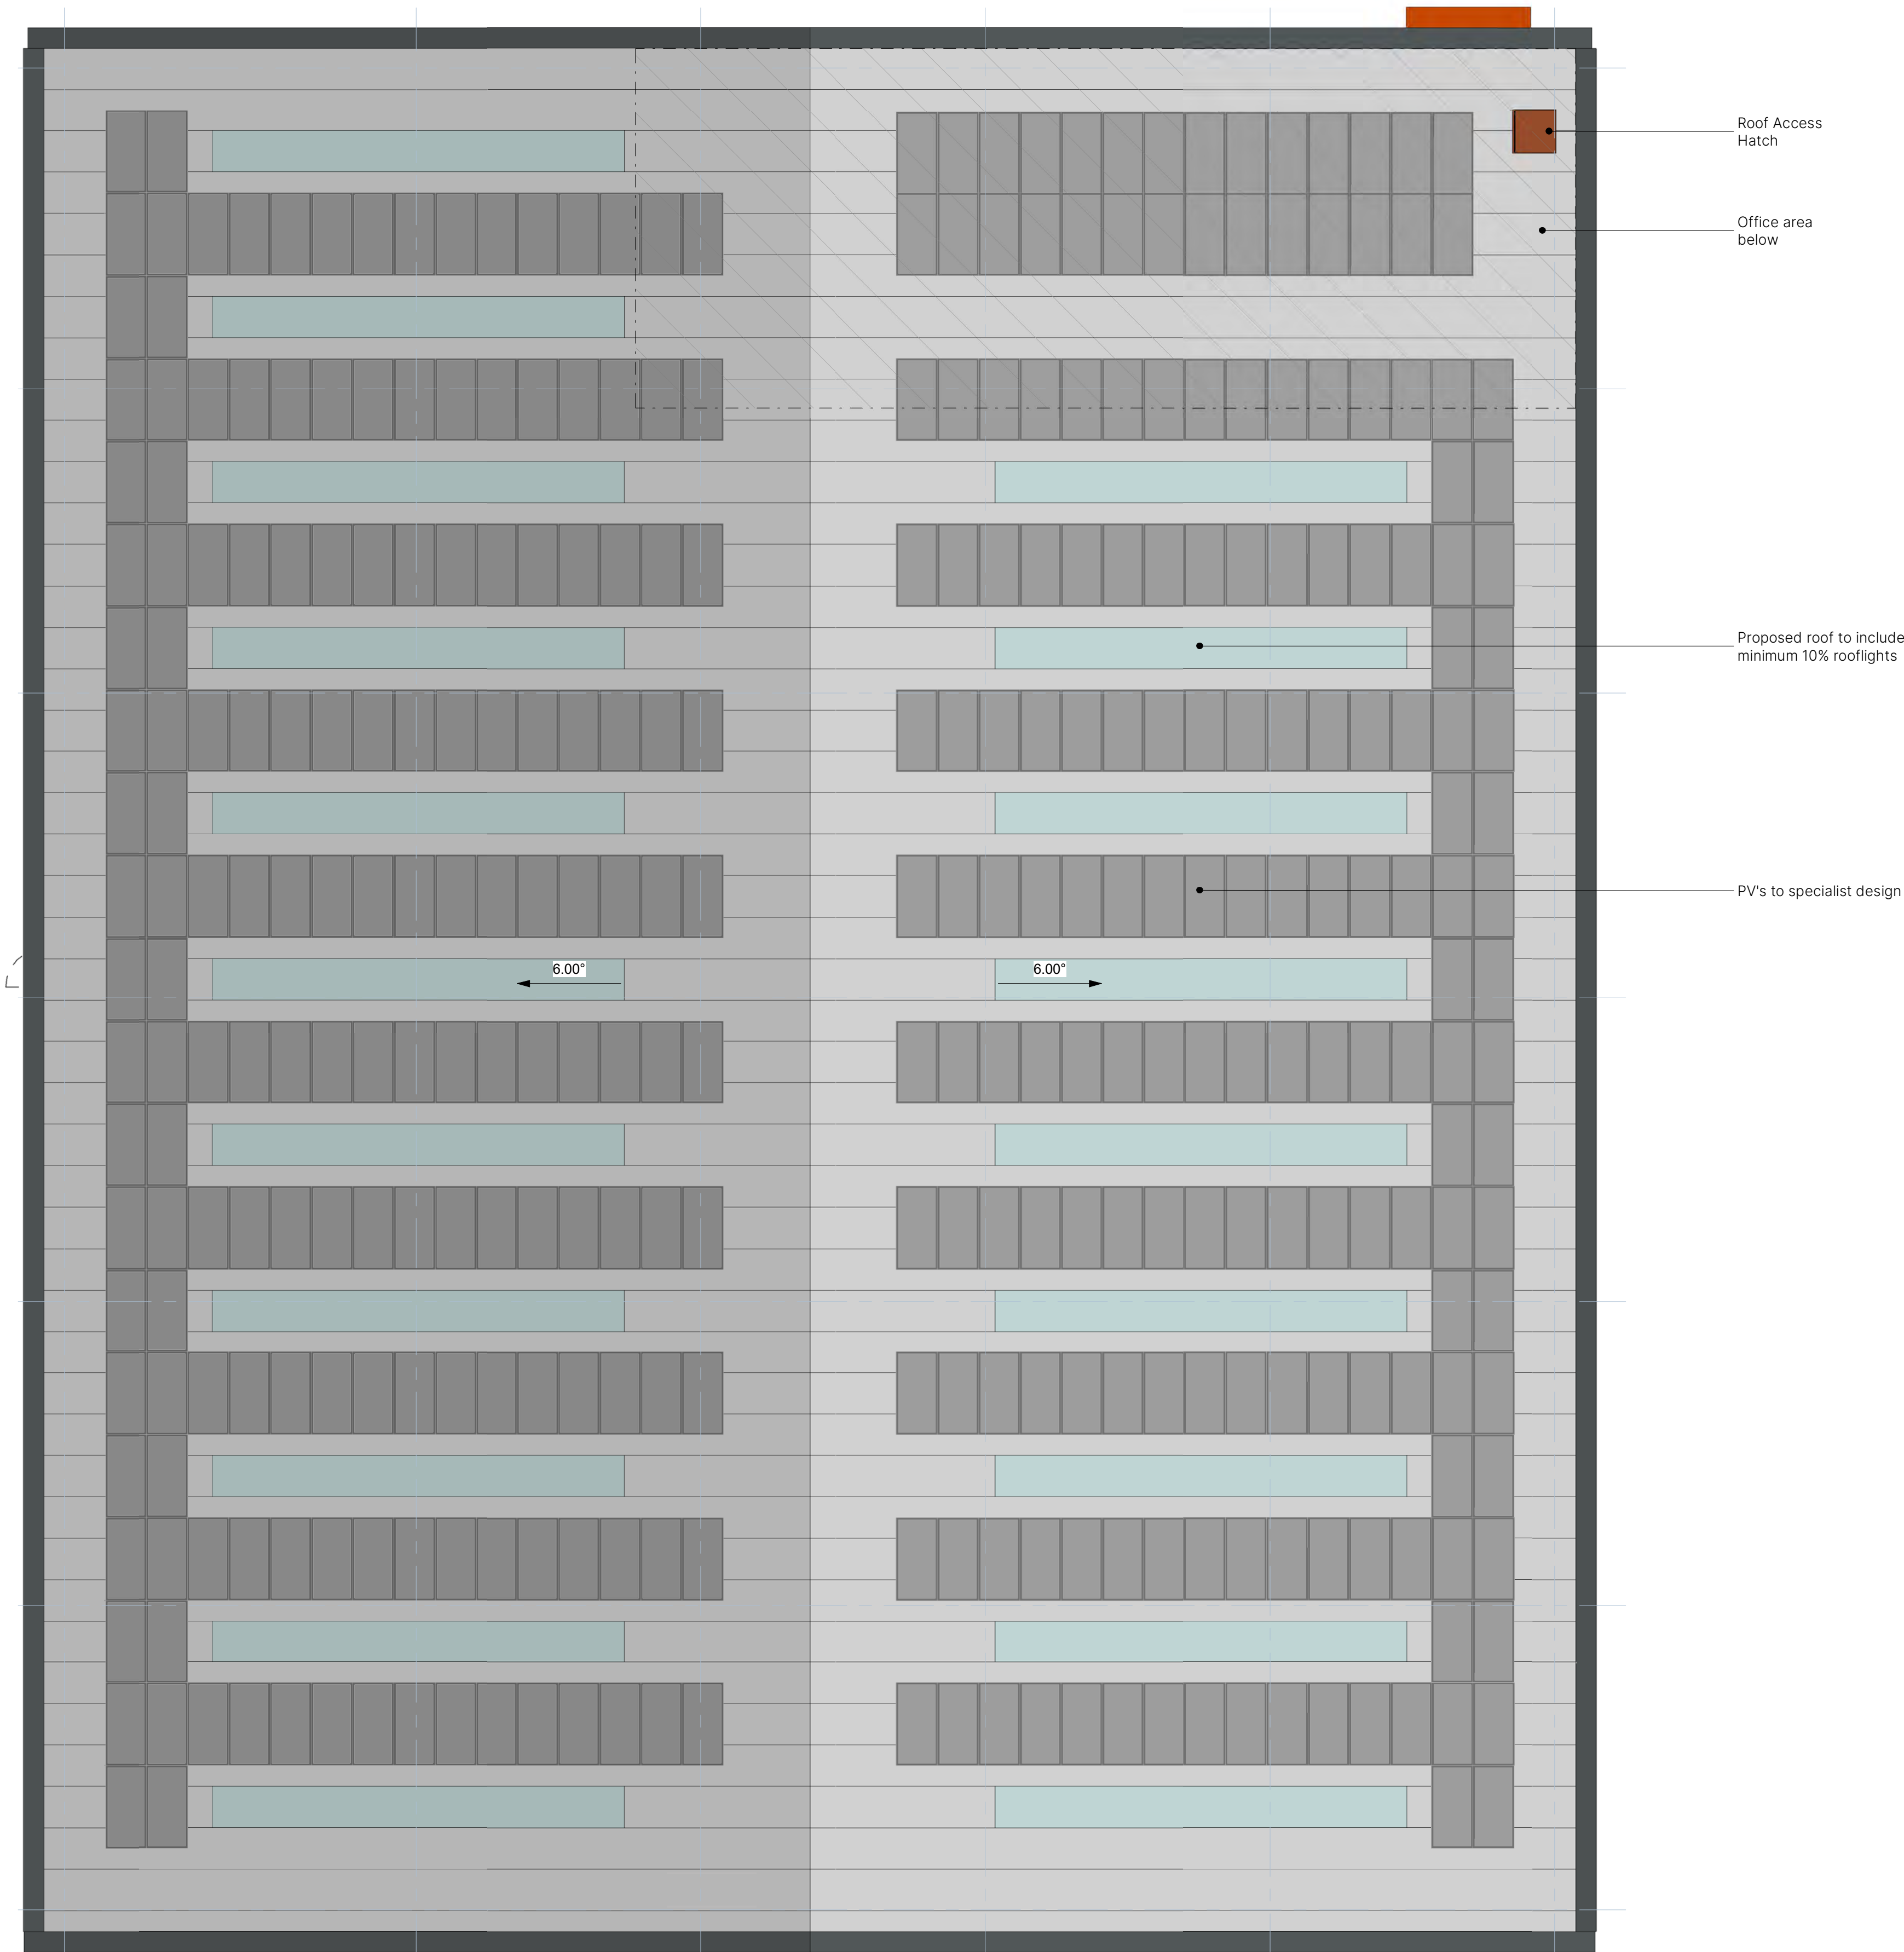 Roof Access
Hatch
Office area
below
Proposed roof to include
minimum 10% rooflights
PV's to specialist design
6.00°
6.00°